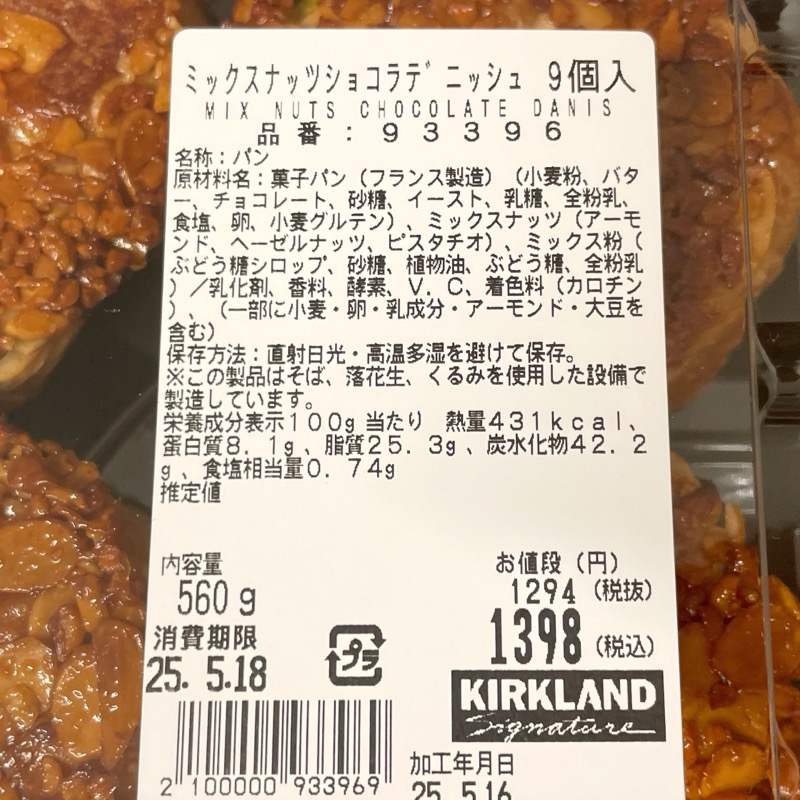 ミックスナッツショコラデニッシュ 9個入
MIX NUTS CHOCOLATE DANIS
品番：93396
名称：パン
原材料名：菓子パン（フランス製造）（小麦粉、バタ
ー、チョコレート、砂糖、イースト、乳糖、全粉乳、
食塩、卵、小麦グルテン）、ミックスナッツ（アーモ
ンド、ヘーゼルナッツ、ピスタチオ）、ミックス粉（
ぶどう糖シロップ、砂糖、植物油、ぶどう糖、全粉乳
）／乳化剤、香料、酵素、V．C、着色料（カロチン
）、（一部に小麦・卵・乳成分・アーモンド・大豆を
含む）
保存方法：直射日光・高温多湿を避けて保存。
※この製品はそば、落花生、くるみを使用した設備で
製造しています。
栄養成分表示100g当たり 熱量431kcal、
蛋白質8．1g、脂質25．3g、炭水化物42．2
g、食塩相当量0．74g
推定値
内容量
560g
お値段（円）
1294（税抜）
1398（税込）
消費期限
25. 5.18
プラ
KIRKLAND
Signature
2 100000 933969
加工年月日
25. 5.16